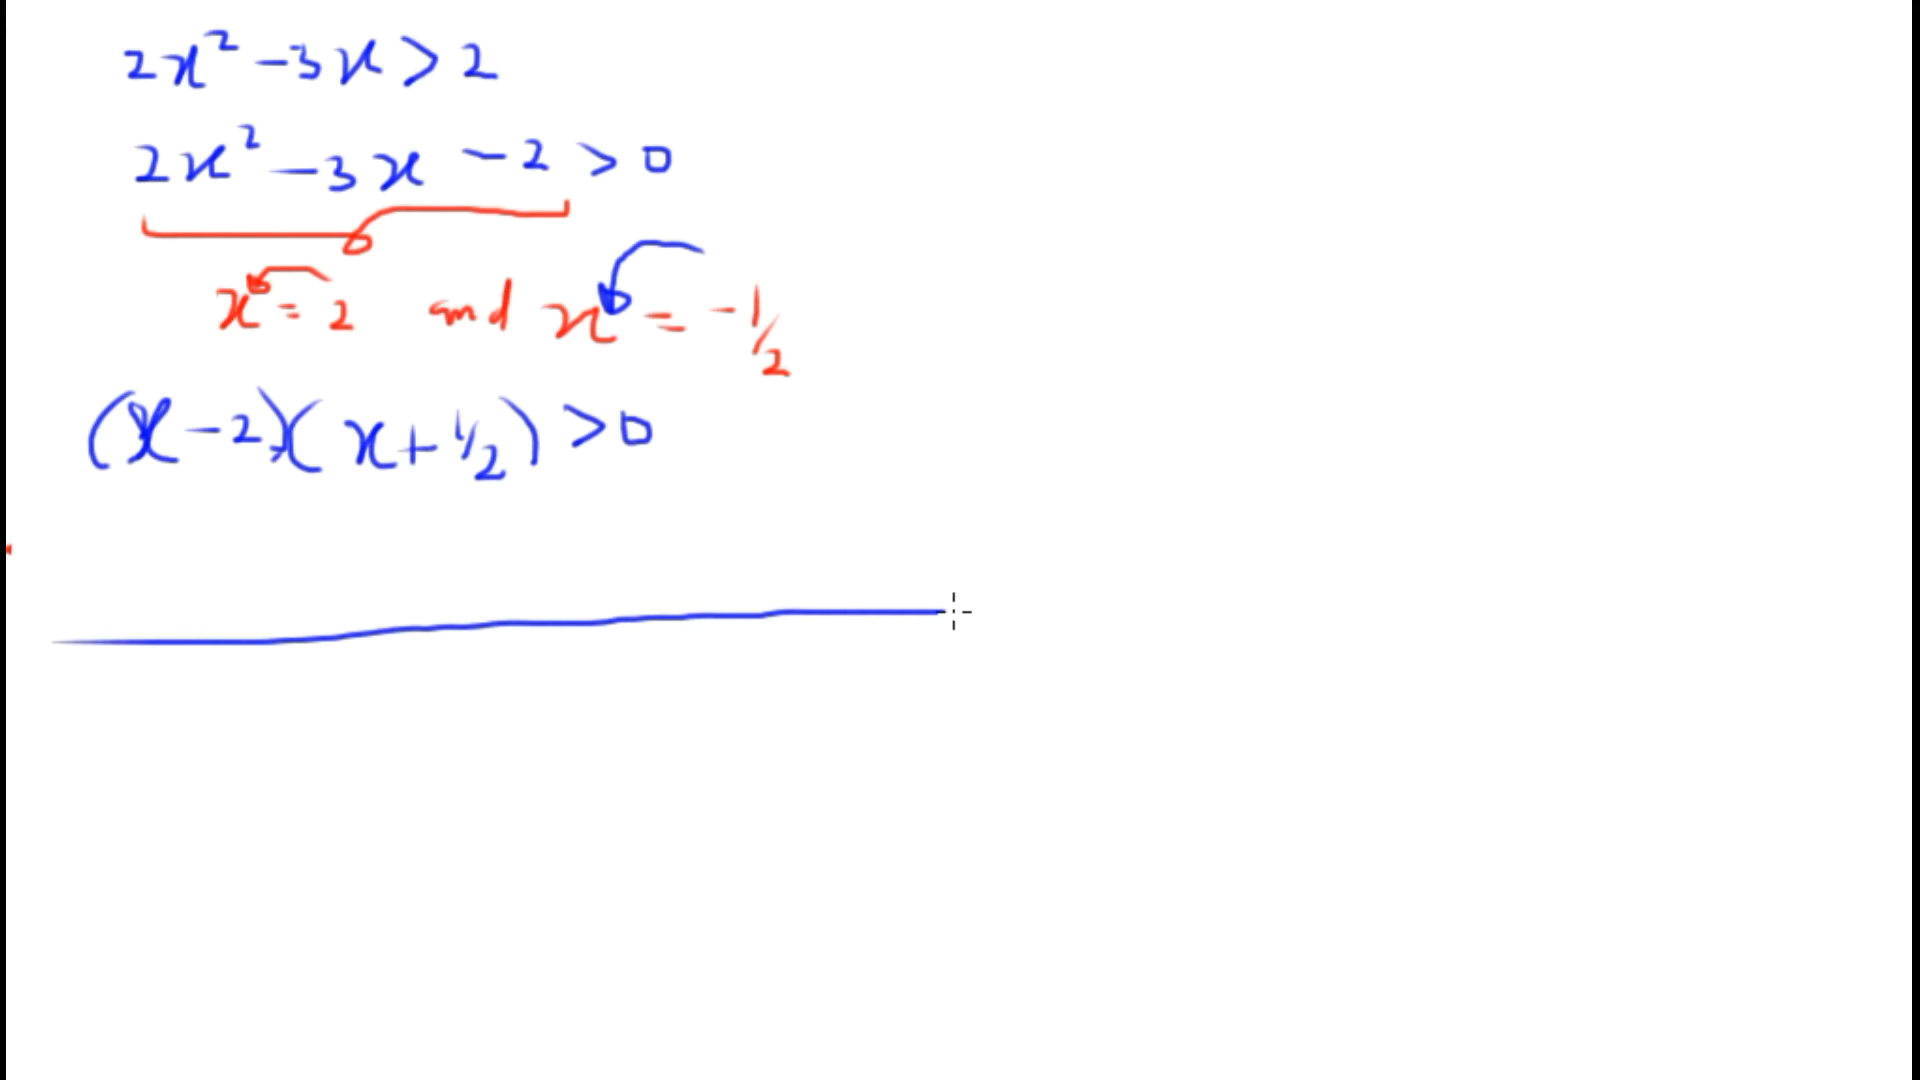 2x² -3x > 2
2x² -3x -2 > 0
x = 2 and x = -1/2
(x -2)(x + 1/2) > 0